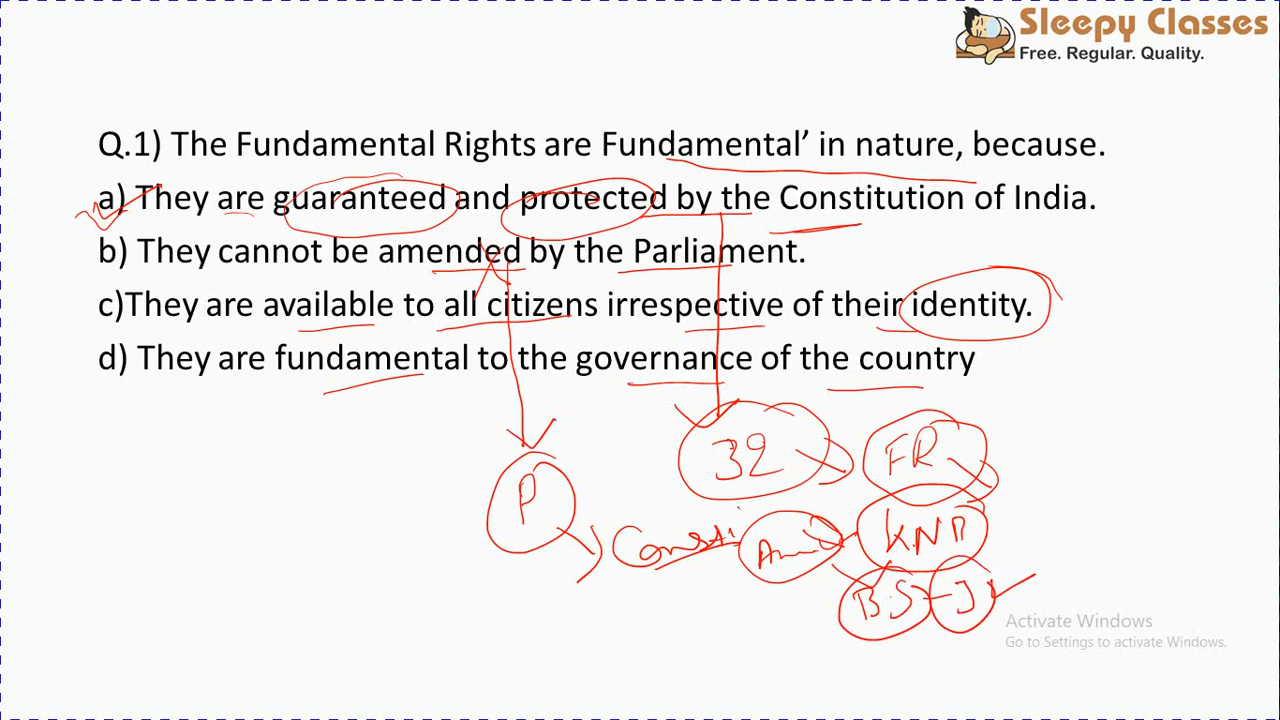 Sleepy Classes
Free. Regular. Quality.
Q.1) The Fundamental Rights are Fundamental’ in nature, because.
a) They are guaranteed and protected by the Constitution of India.
b) They cannot be amended by the Parliament.
c)They are available to all citizens irrespective of their identity.
d) They are fundamental to the governance of the country
32 FR
P Consti
B.S - J
Activate Windows
Go to Settings to activate Windows.